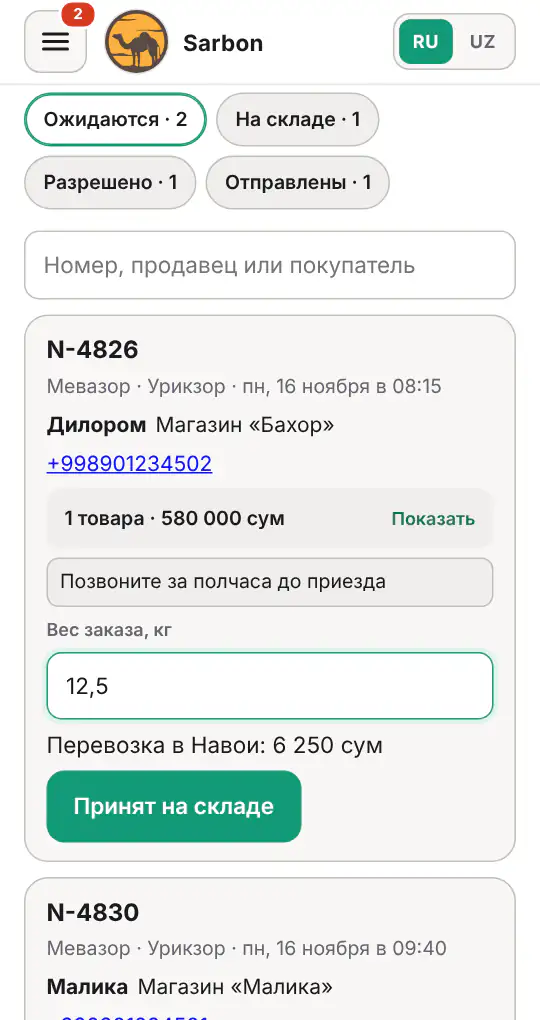 2
Sarbon
RU UZ
Ожидаются · 2
На складе · 1
Разрешено · 1
Отправлены · 1
Номер, продавец или покупатель
N-4826
Мевазор · Урикзор · пн, 16 ноября в 08:15
Дилором Магазин «Бахор»
+998901234502
1 товара · 580 000 сум
Показать
Позвоните за полчаса до приезда
Вес заказа, кг
12,5
Перевозка в Навои: 6 250 сум
Принят на складе
N-4830
Мевазор · Урикзор · пн, 16 ноября в 09:40
Малика Магазин «Малика»